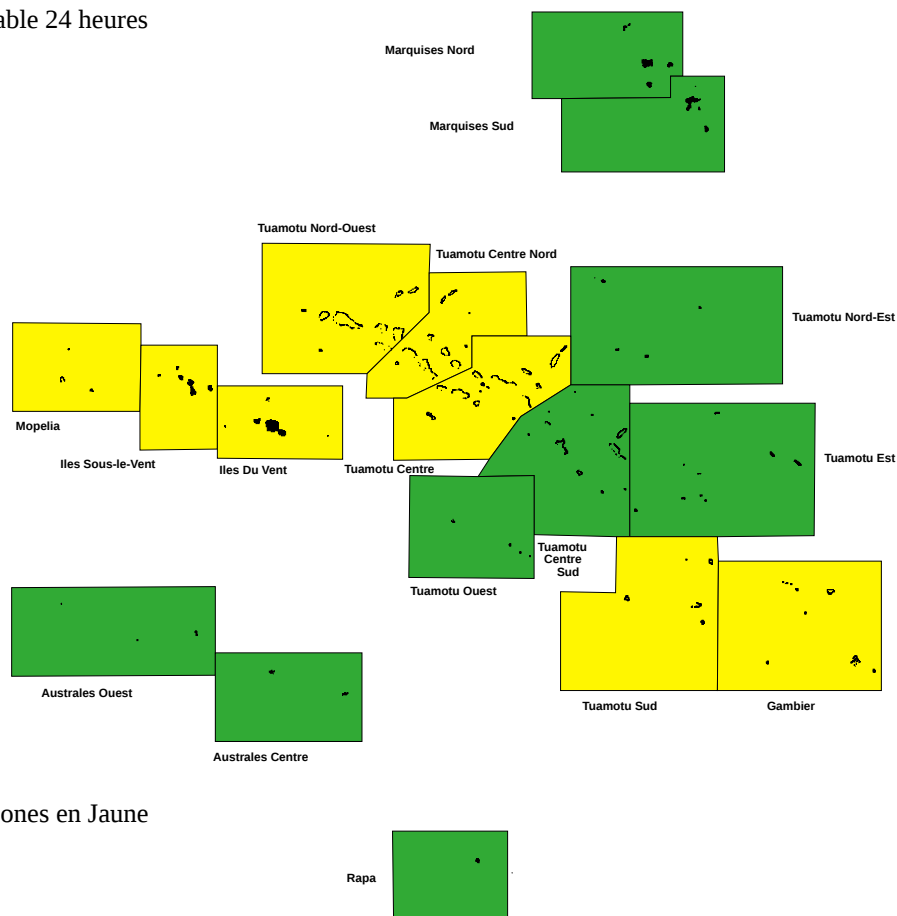 able 24 heures
Marquises Nord
Marquises Sud
Tuamotu Nord-Ouest
Tuamotu Centre Nord
Tuamotu Nord-Est
Mopelia
Iles Sous-le-Vent
Iles Du Vent
Tuamotu Centre
Tuamotu Est
Tuamotu
Centre
Sud
Tuamotu Ouest
Australes Ouest
Tuamotu Sud
Gambier
Australes Centre
ones en Jaune
Rapa